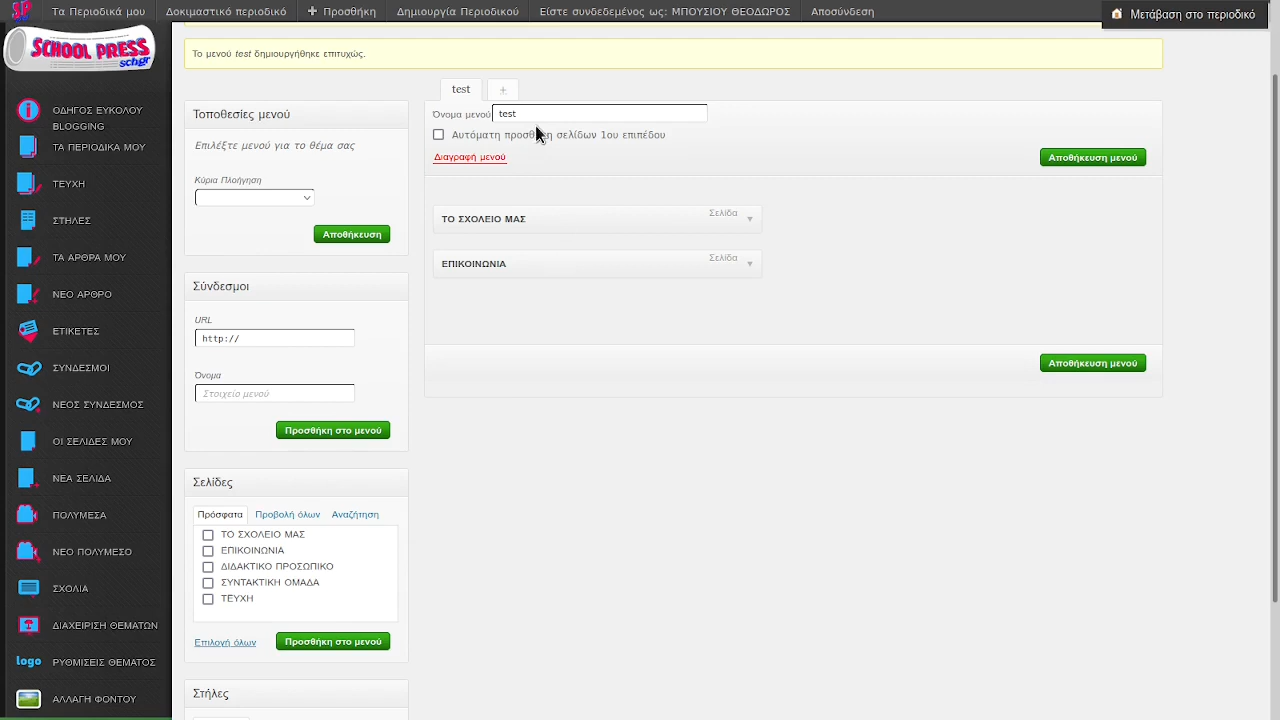 Τα Περιοδικά μου
Δοκιμαστικό περιοδικό
Προσθήκη
Δημιουργία Περιοδικού
Είστε συνδεσμένος ως: ΜΠΟΥΛΟΥ ΘΕΟΔΩΡΟΣ
Αποσύνδεση
Μετάβαση στο περιοδικό
SCHOOL PRESS
sch.gr
ΟΔΗΓΟΣ ΕΥΚΟΛΟΥ
BLOGGING
ΤΑ ΠΕΡΙΟΔΙΚΑ ΜΟΥ
ΤΕΥΧΗ
ΣΤΗΛΕΣ
ΤΑ ΑΡΘΡΑ ΜΟΥ
ΝΕΟ ΑΡΘΡΟ
ΕΤΙΚΕΤΕΣ
ΣΥΝΔΕΣΜΟΙ
ΝΕΟΣ ΣΥΝΔΕΣΜΟΣ
ΟΙ ΣΕΛΙΔΕΣ ΜΟΥ
ΝΕΑ ΣΕΛΙΔΑ
ΠΟΛΥΜΕΣΑ
ΝΕΟ ΠΟΛΥΜΕΣΟ
ΣΧΟΛΙΑ
ΔΙΑΧΕΙΡΙΣΗ ΘΕΜΑΤΩΝ
logo ΡΥΘΜΙΣΕΙΣ ΘΕΜΑΤΟΣ
ΑΛΛΑΓΗ ΦΟΝΤΟΥ
Το μενού test δημιουργήθηκε επιτυχώς.
Τοποθεσίες μενού
Επιλέξτε μενού για το θέμα σας
Κύρια Πλοήγηση
Αποθήκευση
Σύνδεσμοι
URL
http://
Όνομα
Στοιχεία μενού
Προσθήκη στο μενού
Σελίδες
Πρόσφατα Προβολή όλων Αναζήτηση
ΤΟ ΣΧΟΛΕΙΟ ΜΑΣ
ΕΠΙΚΟΙΝΩΝΙΑ
ΔΙΔΑΚΤΙΚΟ ΠΡΟΣΩΠΙΚΟ
ΣΥΝΤΑΚΤΙΚΗ ΟΜΑΔΑ
ΤΕΥΧΗ
Επιλογή όλων Προσθήκη στο μενού
Στήλες
test +
Όνομα μενού test
Αυτόματη προσθήκη σελίδων 1ου επιπέδου
Διαγραφή μενού
Αποθήκευση μενού
ΤΟ ΣΧΟΛΕΙΟ ΜΑΣ Σελίδα
ΕΠΙΚΟΙΝΩΝΙΑ Σελίδα
Αποθήκευση μενού